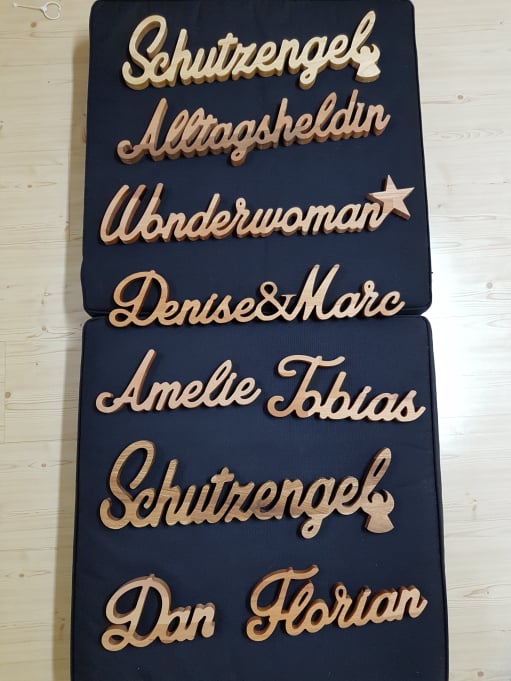 Schutzengel
Alltagsheldin
Wonderwoman
Denise&Marc
Amelie Tobias
Schutzengel
Dan Florian